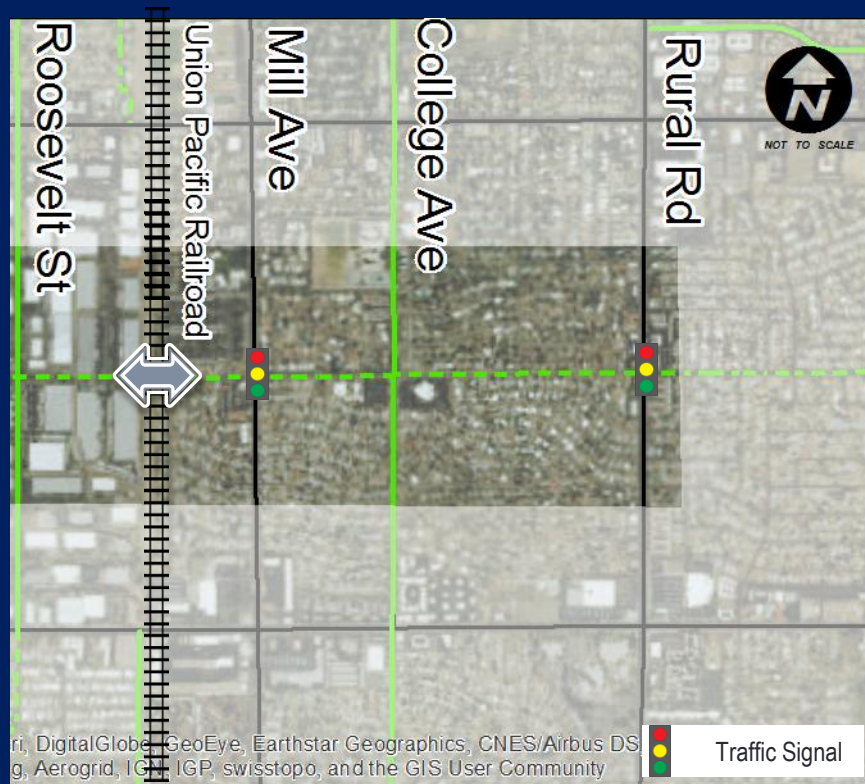 Roosevelt St
Union Pacific Railroad
Mill Ave
College Ave
Rural Rd
N
NOT TO SCALE
ri, DigitalGlobe, GeoEye, Earthstar Geographics, CNES/Airbus DS,
g, Aerogrid, IGN, IGP, swisstopo, and the GIS User Community
Traffic Signal